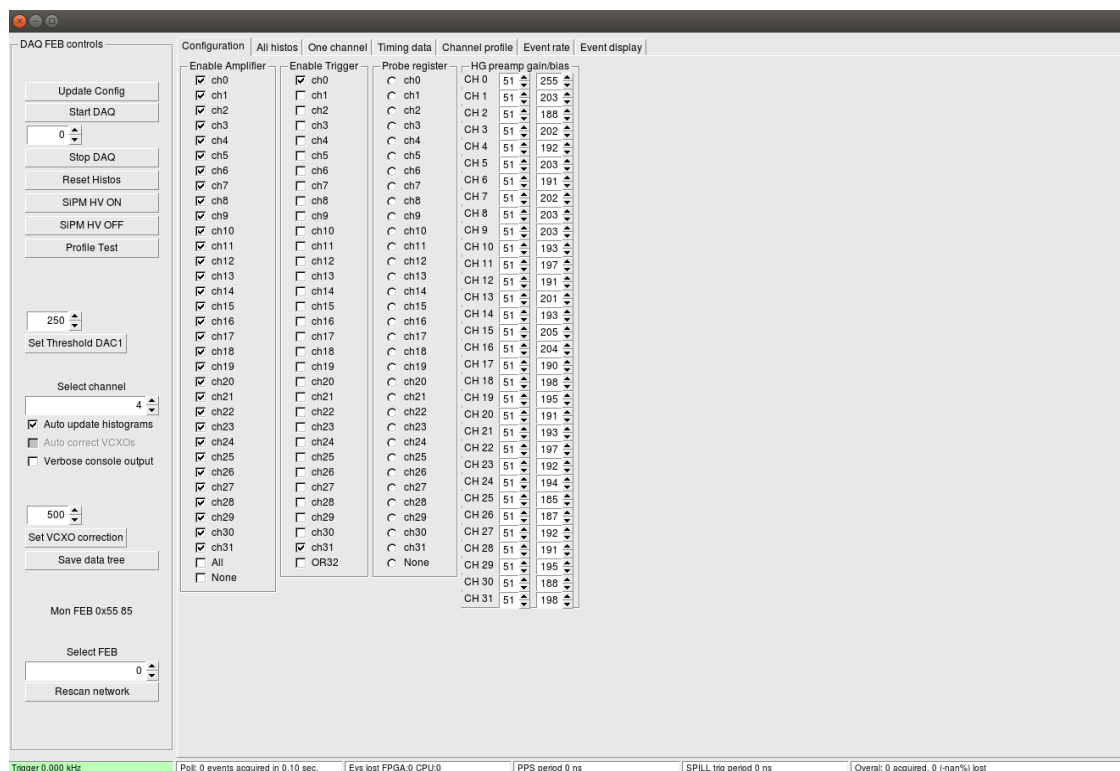 DAQ FEB controls
Update Config
Start DAQ
0
Stop DAQ
Reset Histos
SiPM HV ON
SiPM HV OFF
Profile Test
250
Set Threshold DAC1
Select channel
4
Auto update histograms
Auto correct VCXOs
Verbose console output
500
Set VCXO correction
Save data tree
Mon FEB 0x55 85
Select FEB
0
Rescan network
Configuration All histos One channel Timing data Channel profile Event rate Event display
Enable Amplifier
ch0
ch1
ch2
ch3
ch4
ch5
ch6
ch7
ch8
ch9
ch10
ch11
ch12
ch13
ch14
ch15
ch16
ch17
ch18
ch19
ch20
ch21
ch22
ch23
ch24
ch25
ch26
ch27
ch28
ch29
ch30
ch31
All
None
Enable Trigger
ch0
ch1
ch2
ch3
ch4
ch5
ch6
ch7
ch8
ch9
ch10
ch11
ch12
ch13
ch14
ch15
ch16
ch17
ch18
ch19
ch20
ch21
ch22
ch23
ch24
ch25
ch26
ch27
ch28
ch29
ch30
ch31
OR32
Probe register
ch0
ch1
ch2
ch3
ch4
ch5
ch6
ch7
ch8
ch9
ch10
ch11
ch12
ch13
ch14
ch15
ch16
ch17
ch18
ch19
ch20
ch21
ch22
ch23
ch24
ch25
ch26
ch27
ch28
ch29
ch30
ch31
None
HG preamp gain/bias
CH 0 51 255
CH 1 51 203
CH 2 51 188
CH 3 51 202
CH 4 51 192
CH 5 51 203
CH 6 51 191
CH 7 51 202
CH 8 51 203
CH 9 51 203
CH 10 51 193
CH 11 51 197
CH 12 51 191
CH 13 51 201
CH 14 51 193
CH 15 51 205
CH 16 51 204
CH 17 51 190
CH 18 51 198
CH 19 51 195
CH 20 51 191
CH 21 51 193
CH 22 51 197
CH 23 51 192
CH 24 51 194
CH 25 51 185
CH 26 51 187
CH 27 51 192
CH 28 51 191
CH 29 51 195
CH 30 51 188
CH 31 51 198
Trigger 0.000 kHz Poll: 0 events acquired in 0.10 sec. Evs lost FPGA:0 CPU:0 PPS period 0 ns SPILL trig period 0 ns Overal: 0 acquired, 0 (-nan%) lost